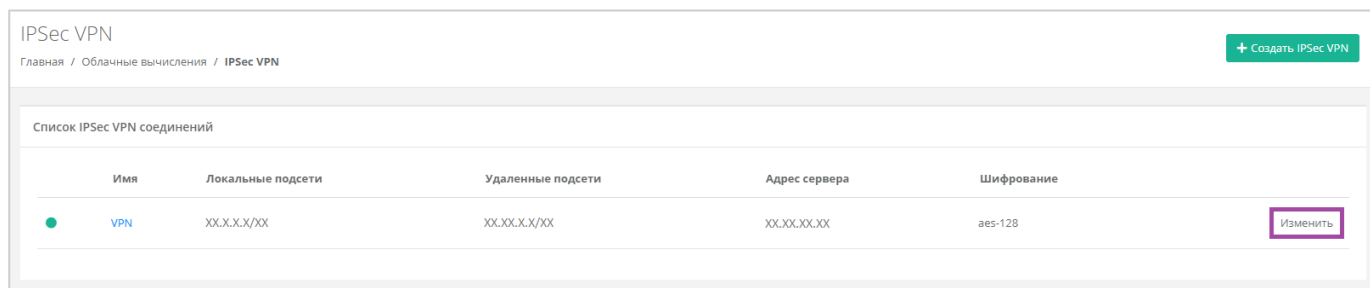 IPSec VPN
+ Создать IPSec VPN
Главная / Облачные вычисления / IPSec VPN
Список IPSec VPN соединений
Имя Локальные подсети Удаленные подсети Адрес сервера Шифрование
VPN XX.X.X.X/XX XX.XX.X.X/XX XX.XX.XX.XX aes-128 Изменить